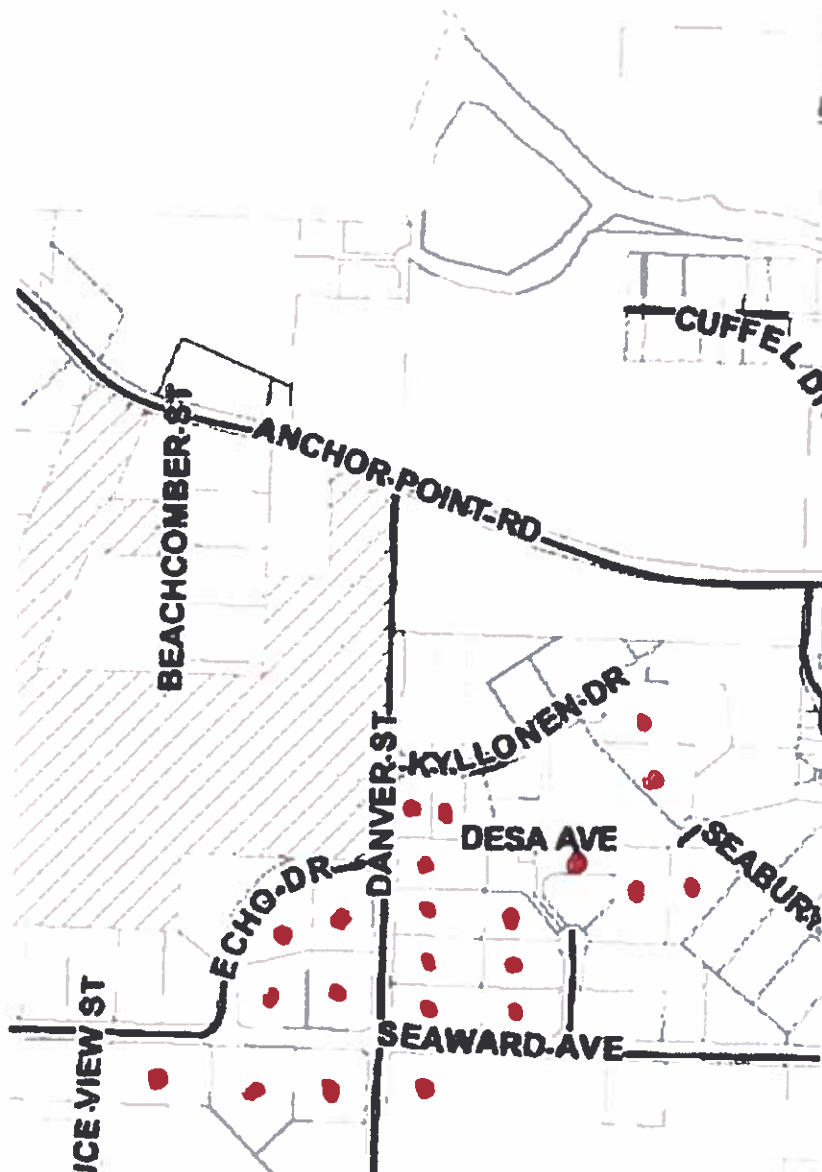 CUFFEL DR
ANCHOR POINT RD
BEACHCOMBER ST
KYLLONEN DR
DANVER ST
DESA AVE
SEABURY
ECHO DR
SEAWARD AVE
ICE VIEW ST